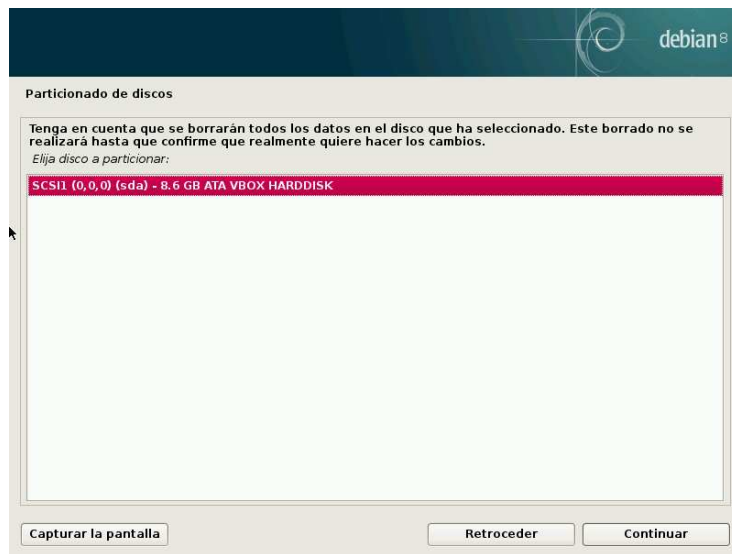 debian 8
Particionado de discos
Tenga en cuenta que se borrarán todos los datos en el disco que ha seleccionado. Este borrado no se
realizará hasta que confirme que realmente quiere hacer los cambios.
Elija disco a particionar:
SCSI1 (0,0,0) (sda) - 8.6 GB ATA VBOX HARDDISK
Capturar la pantalla
Retroceder
Continuar